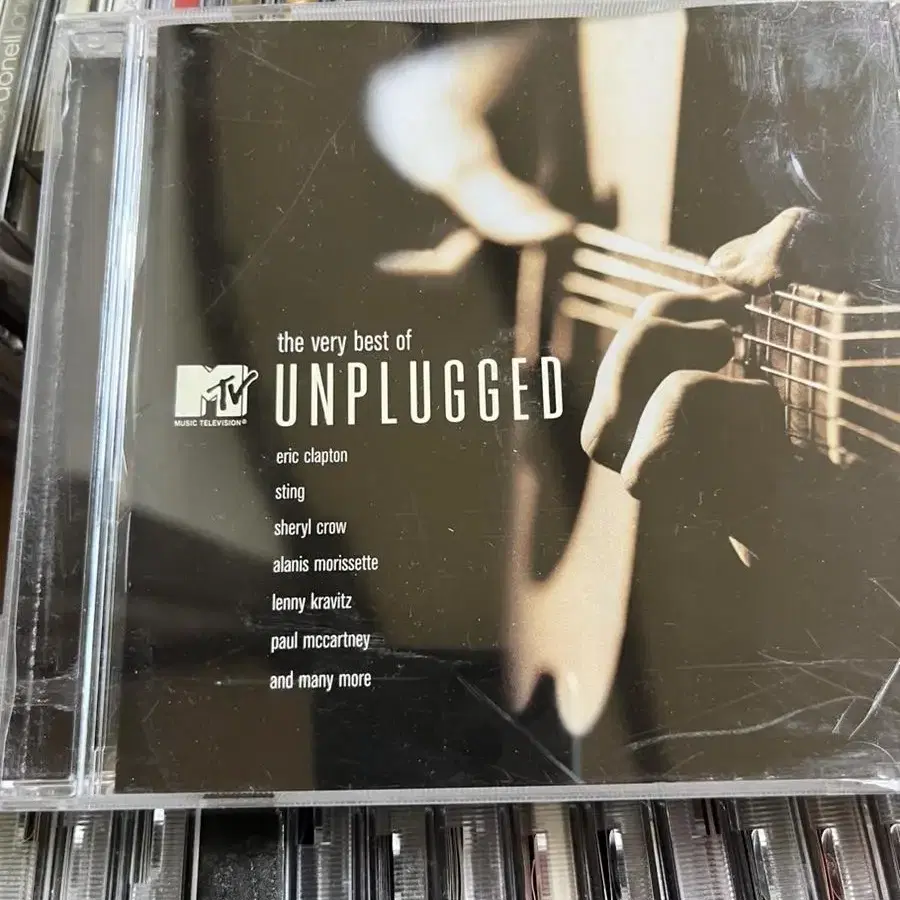 the very best of
MTV UNPLUGGED
MUSIC TELEVISION®
eric clapton
sting
sheryl crow
alanis morissette
lenny kravitz
paul mccartney
and many more